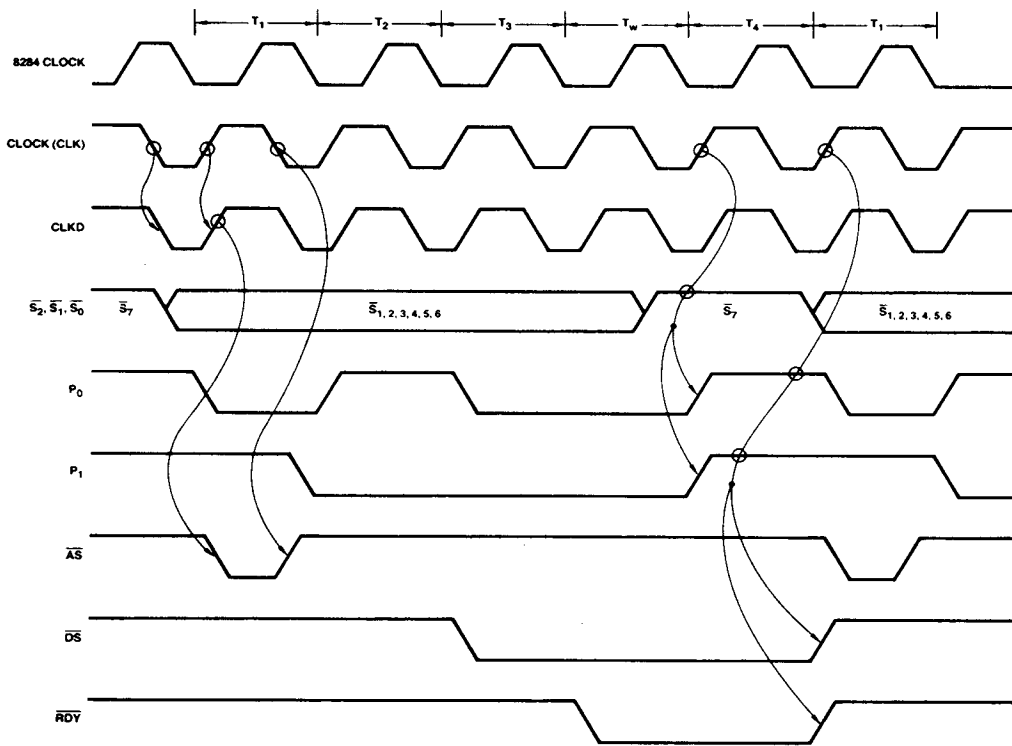 T₁ T₂ T₃ T_w T₄ T₁
8284 CLOCK
CLOCK (CLK)
CLKD
S̅₂, S̅₁, S̅₀ S̅₇ S̅₁, ₂, ₃, ₄, ₅, ₆ S̅₇ S̅₁, ₂, ₃, ₄, ₅, ₆
P₀
P₁
A̅S̅
D̅S̅
R̅D̅Y̅